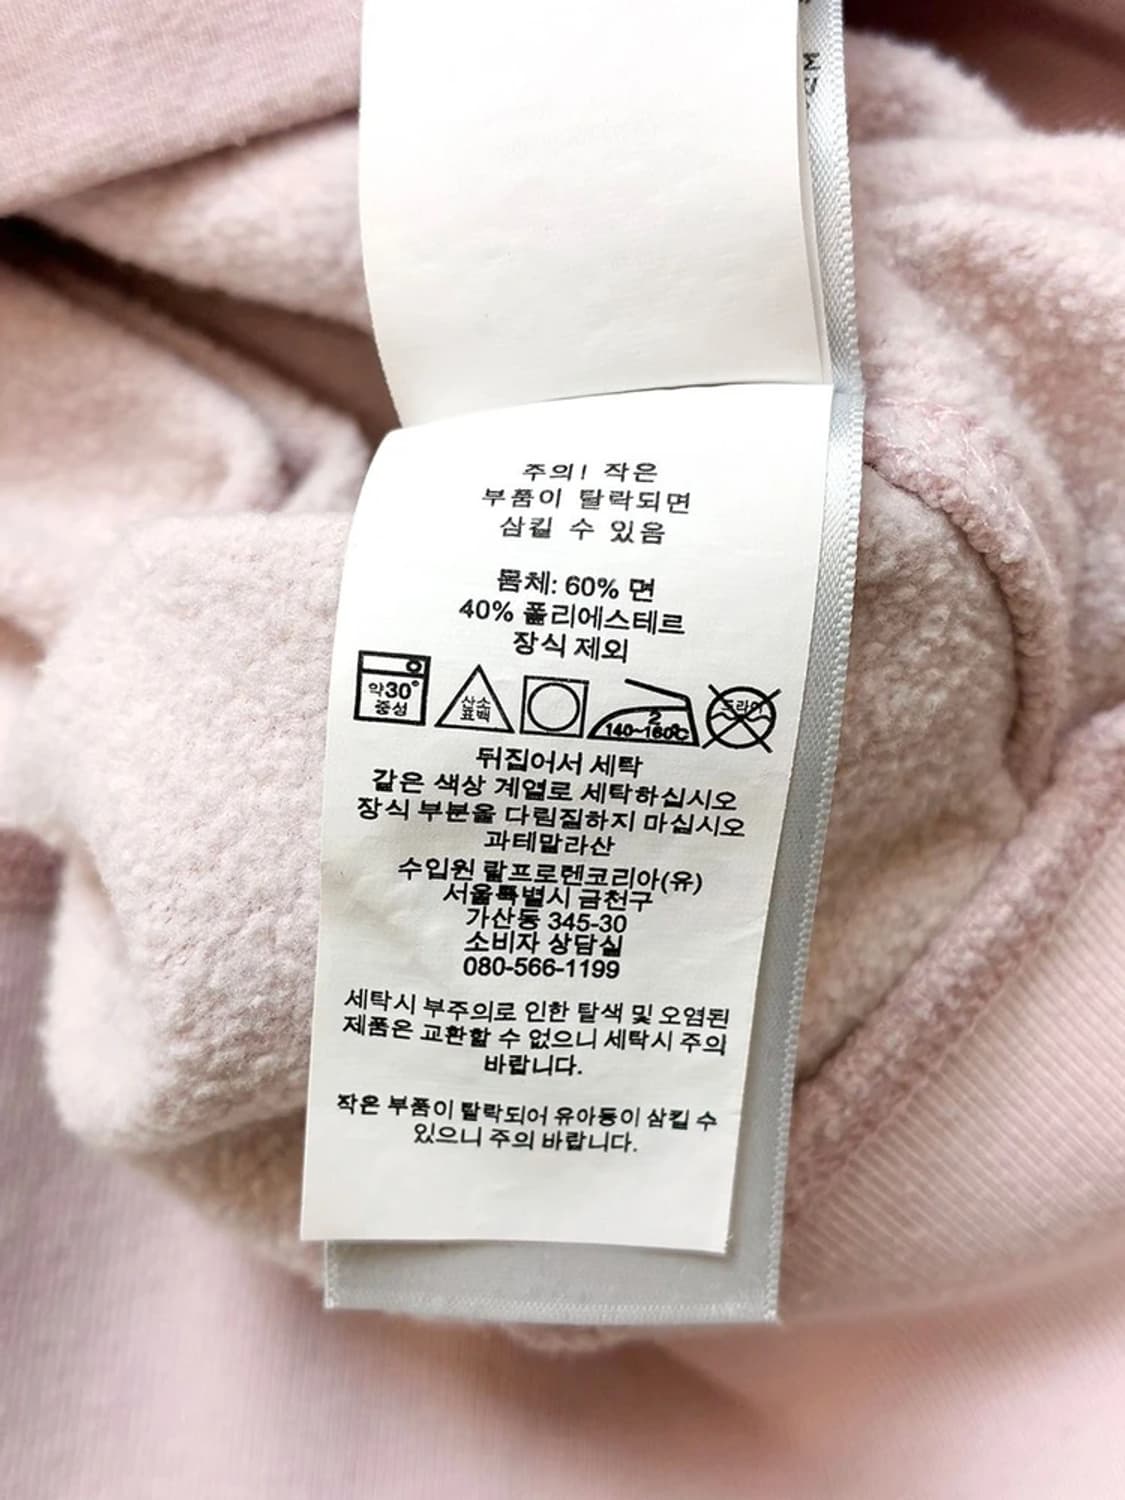 주의! 작은
부품이 탈락되면
삼킬 수 있음
몸체: 60% 면
40% 폴리에스테르
장식 제외
약30° 중성 산소 표백 2 140~160℃ 드라이
뒤집어서 세탁
같은 색상 계열로 세탁하십시오
장식 부분을 다림질하지 마십시오
과테말라산
수입원 랄프로렌코리아(유)
서울특별시 금천구
가산동 345-30
소비자 상담실
080-566-1199
세탁시 부주의로 인한 탈색 및 오염된
제품은 교환할 수 없으니 세탁시 주의
바랍니다.
작은 부품이 탈락되어 유아등이 삼킬 수
있으니 주의 바랍니다.